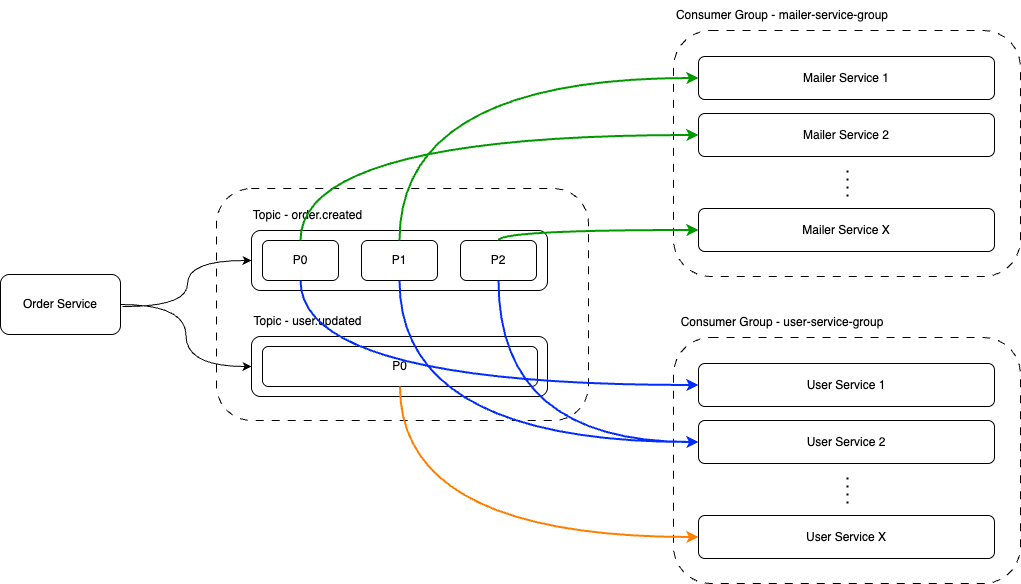 Consumer Group - mailer-service-group
Mailer Service 1
Mailer Service 2
Mailer Service X
Topic - order.created
P0
P1
P2
Order Service
Topic - user.updated
P0
Consumer Group - user-service-group
User Service 1
User Service 2
User Service X